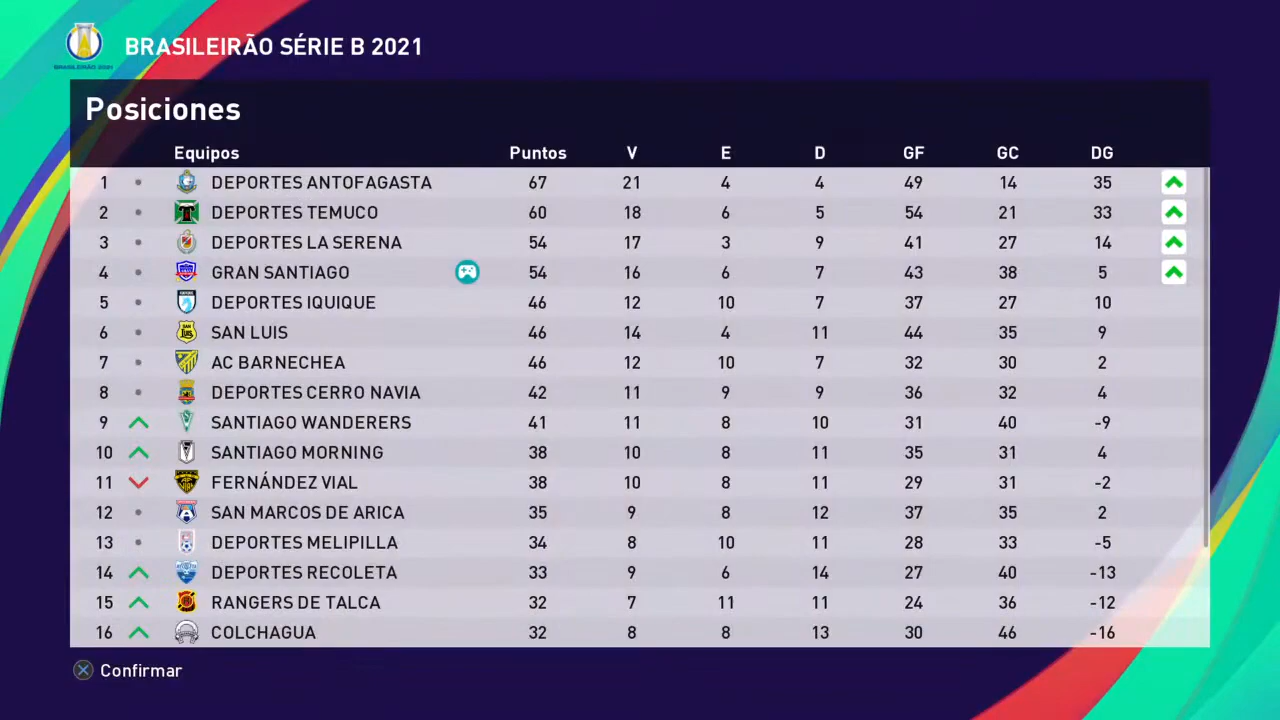 BRASILEIRÃO SÉRIE B 2021
Posiciones
Equipos Puntos V E D GF GC DG
1 DEPORTES ANTOFAGASTA 67 21 4 4 49 14 35
2 DEPORTES TEMUCO 60 18 6 5 54 21 33
3 DEPORTES LA SERENA 54 17 3 9 41 27 14
4 GRAN SANTIAGO 54 16 6 7 43 38 5
5 DEPORTES IQUIQUE 46 12 10 7 37 27 10
6 SAN LUIS 46 14 4 11 44 35 9
7 AC BARNECHEA 46 12 10 7 32 30 2
8 DEPORTES CERRO NAVIA 42 11 9 9 36 32 4
9 SANTIAGO WANDERERS 41 11 8 10 31 40 -9
10 SANTIAGO MORNING 38 10 8 11 35 31 4
11 FERNÁNDEZ VIAL 38 10 8 11 29 31 -2
12 SAN MARCOS DE ARICA 35 9 8 12 37 35 2
13 DEPORTES MELIPILLA 34 8 10 11 28 33 -5
14 DEPORTES RECOLETA 33 9 6 14 27 40 -13
15 RANGERS DE TALCA 32 7 11 11 24 36 -12
16 COLCHAGUA 32 8 8 13 30 46 -16
Confirmar